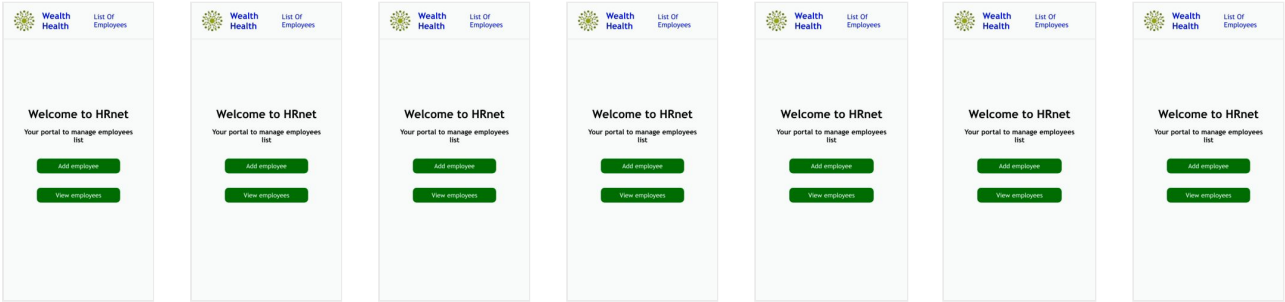 Wealth
Health
List Of
Employees
Welcome to HRnet
Your portal to manage employees
list
Add employee
View employees
Wealth
Health
List Of
Employees
Welcome to HRnet
Your portal to manage employees
list
Add employee
View employees
Wealth
Health
List Of
Employees
Welcome to HRnet
Your portal to manage employees
list
Add employee
View employees
Wealth
Health
List Of
Employees
Welcome to HRnet
Your portal to manage employees
list
Add employee
View employees
Wealth
Health
List Of
Employees
Welcome to HRnet
Your portal to manage employees
list
Add employee
View employees
Wealth
Health
List Of
Employees
Welcome to HRnet
Your portal to manage employees
list
Add employee
View employees
Wealth
Health
List Of
Employees
Welcome to HRnet
Your portal to manage employees
list
Add employee
View employees